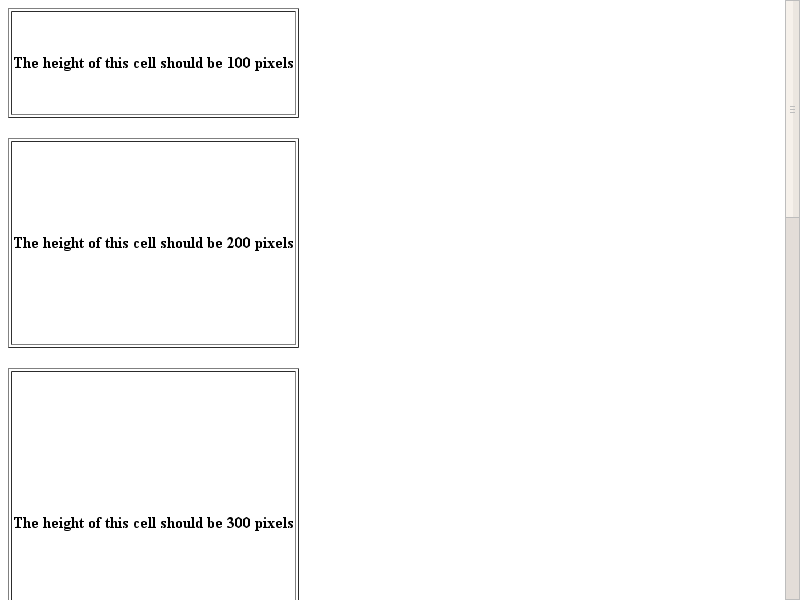 The height of this cell should be 100 pixels
The height of this cell should be 200 pixels
The height of this cell should be 300 pixels